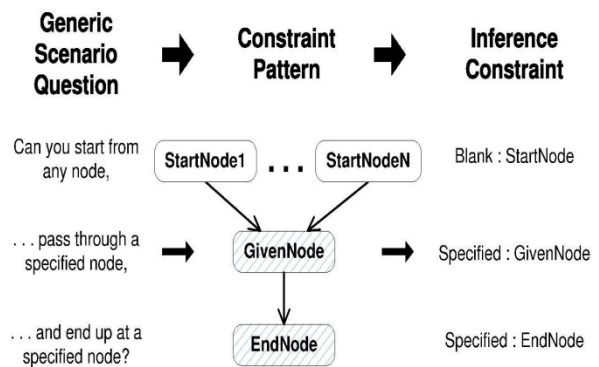 Generic
Scenario
Question
Constraint
Pattern
Inference
Constraint
Can you start from
any node,
StartNode1 . . . StartNodeN
Blank : StartNode
. . . pass through a
specified node,
GivenNode
Specified : GivenNode
. . . and end up at a
specified node?
EndNode
Specified : EndNode